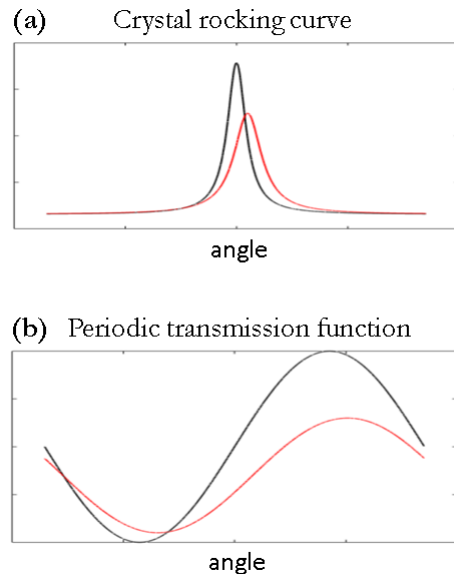 (a) Crystal rocking curve
angle
(b) Periodic transmission function
angle